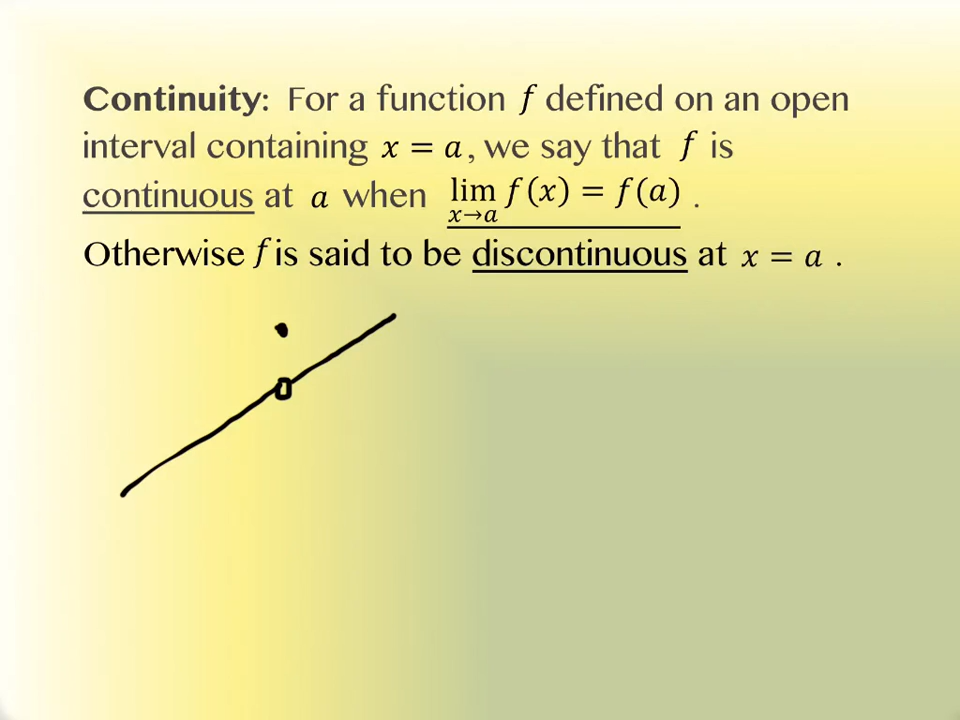 Continuity: For a function f defined on an open
interval containing x = a, we say that f is
continuous at a when lim x→a f(x) = f(a) .
Otherwise f is said to be discontinuous at x = a .